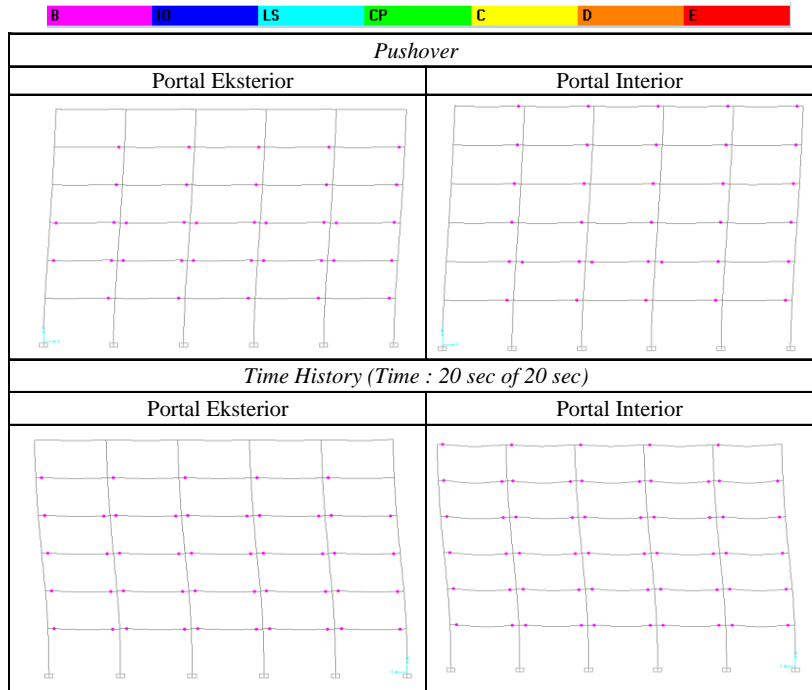 B IO LS CP C D E
Pushover
Portal Eksterior Portal Interior
Time History (Time : 20 sec of 20 sec)
Portal Eksterior Portal Interior